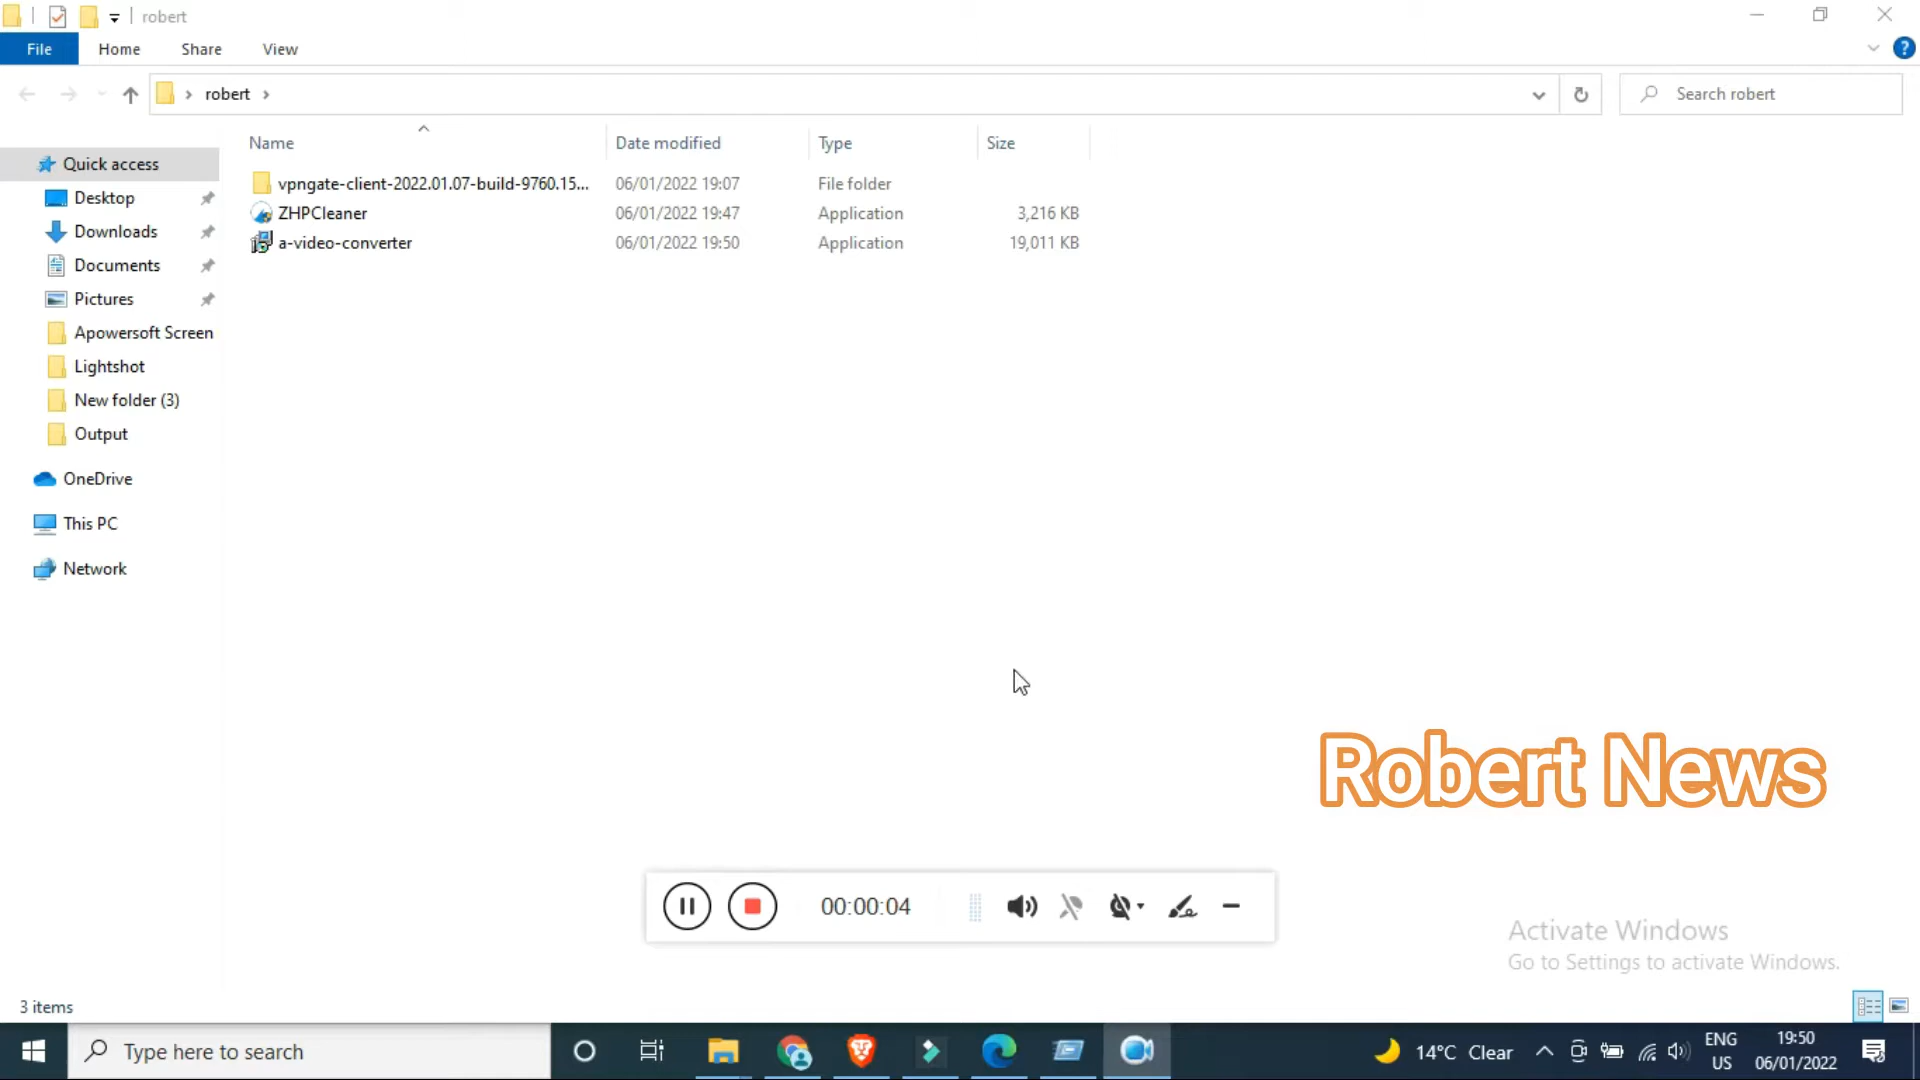 robert
File Home Share View
robert
Search robert
Name Date modified Type Size
Quick access
vpngate-client-2022.01.07-build-9760.15... 06/01/2022 19:07 File folder
Desktop
ZHPCleaner 06/01/2022 19:47 Application 3,216 KB
Downloads
a-video-converter 06/01/2022 19:50 Application 19,011 KB
Documents
Pictures
Apowersoft Screen
Lightshot
New folder (3)
Output
OneDrive
This PC
Network
Robert News
00:00:04
Activate Windows
Go to Settings to activate Windows.
3 items
Type here to search
14°C Clear
ENG
US
19:50
06/01/2022